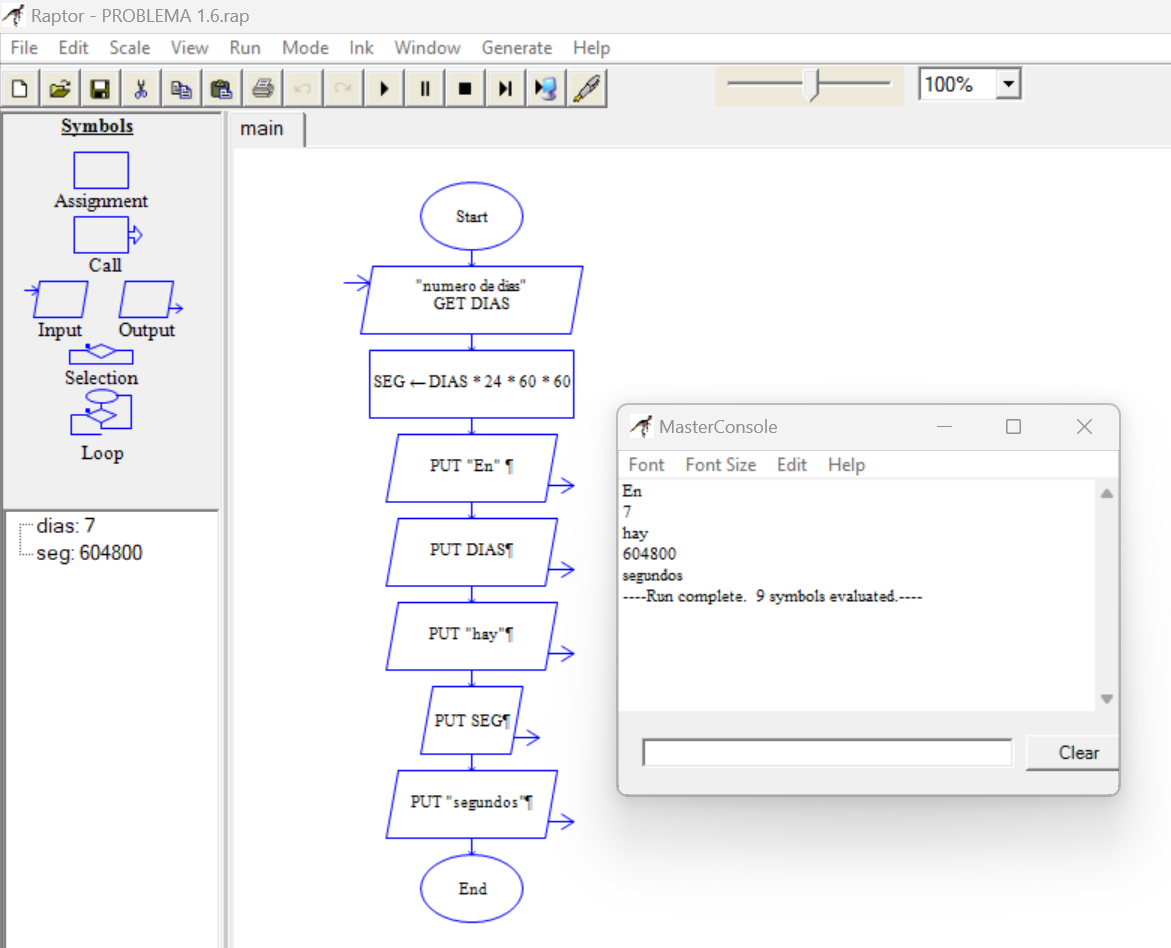 Raptor - PROBLEMA 1.6.rap
File Edit Scale View Run Mode Ink Window Generate Help
100%
Symbols
Assignment
Call
Input Output
Selection
Loop
dias: 7
seg: 604800
main
Start
"numero de dias"
GET DIAS
SEG ← DIAS * 24 * 60 * 60
PUT "En" ¶
PUT DIAS¶
PUT "hay"¶
PUT SEG¶
PUT "segundos"¶
End
MasterConsole
Font Font Size Edit Help
En
7
hay
604800
segundos
----Run complete.  9 symbols evaluated.----
Clear